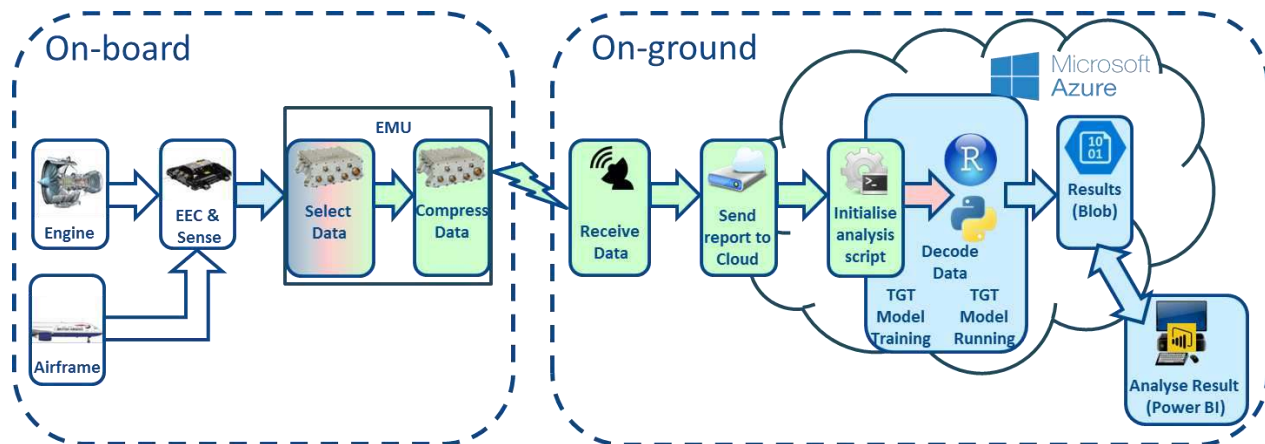 On-board
Engine
Airframe
EEC &
Sense
EMU
Select
Data
Compress
Data
On-ground
Microsoft
Azure
Receive
Data
Send
report to
Cloud
Initialise
analysis
script
R
Decode
Data
TGT
Model
Training
TGT
Model
Running
10
01
Results
(Blob)
Analyse Result
(Power BI)